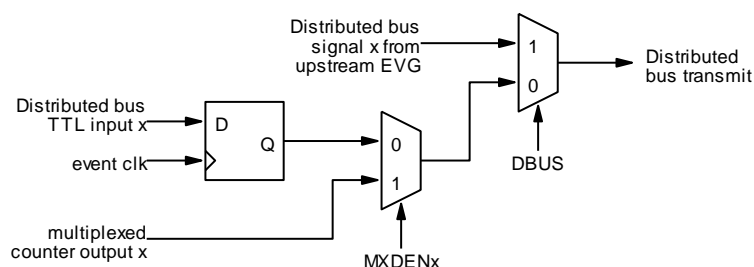 Distributed bus
signal x from
upstream EVG
1
0
Distributed
bus transmit
DBUS
Distributed bus
TTL input x
D
Q
event clk
0
1
multiplexed
counter output x
MXDENx